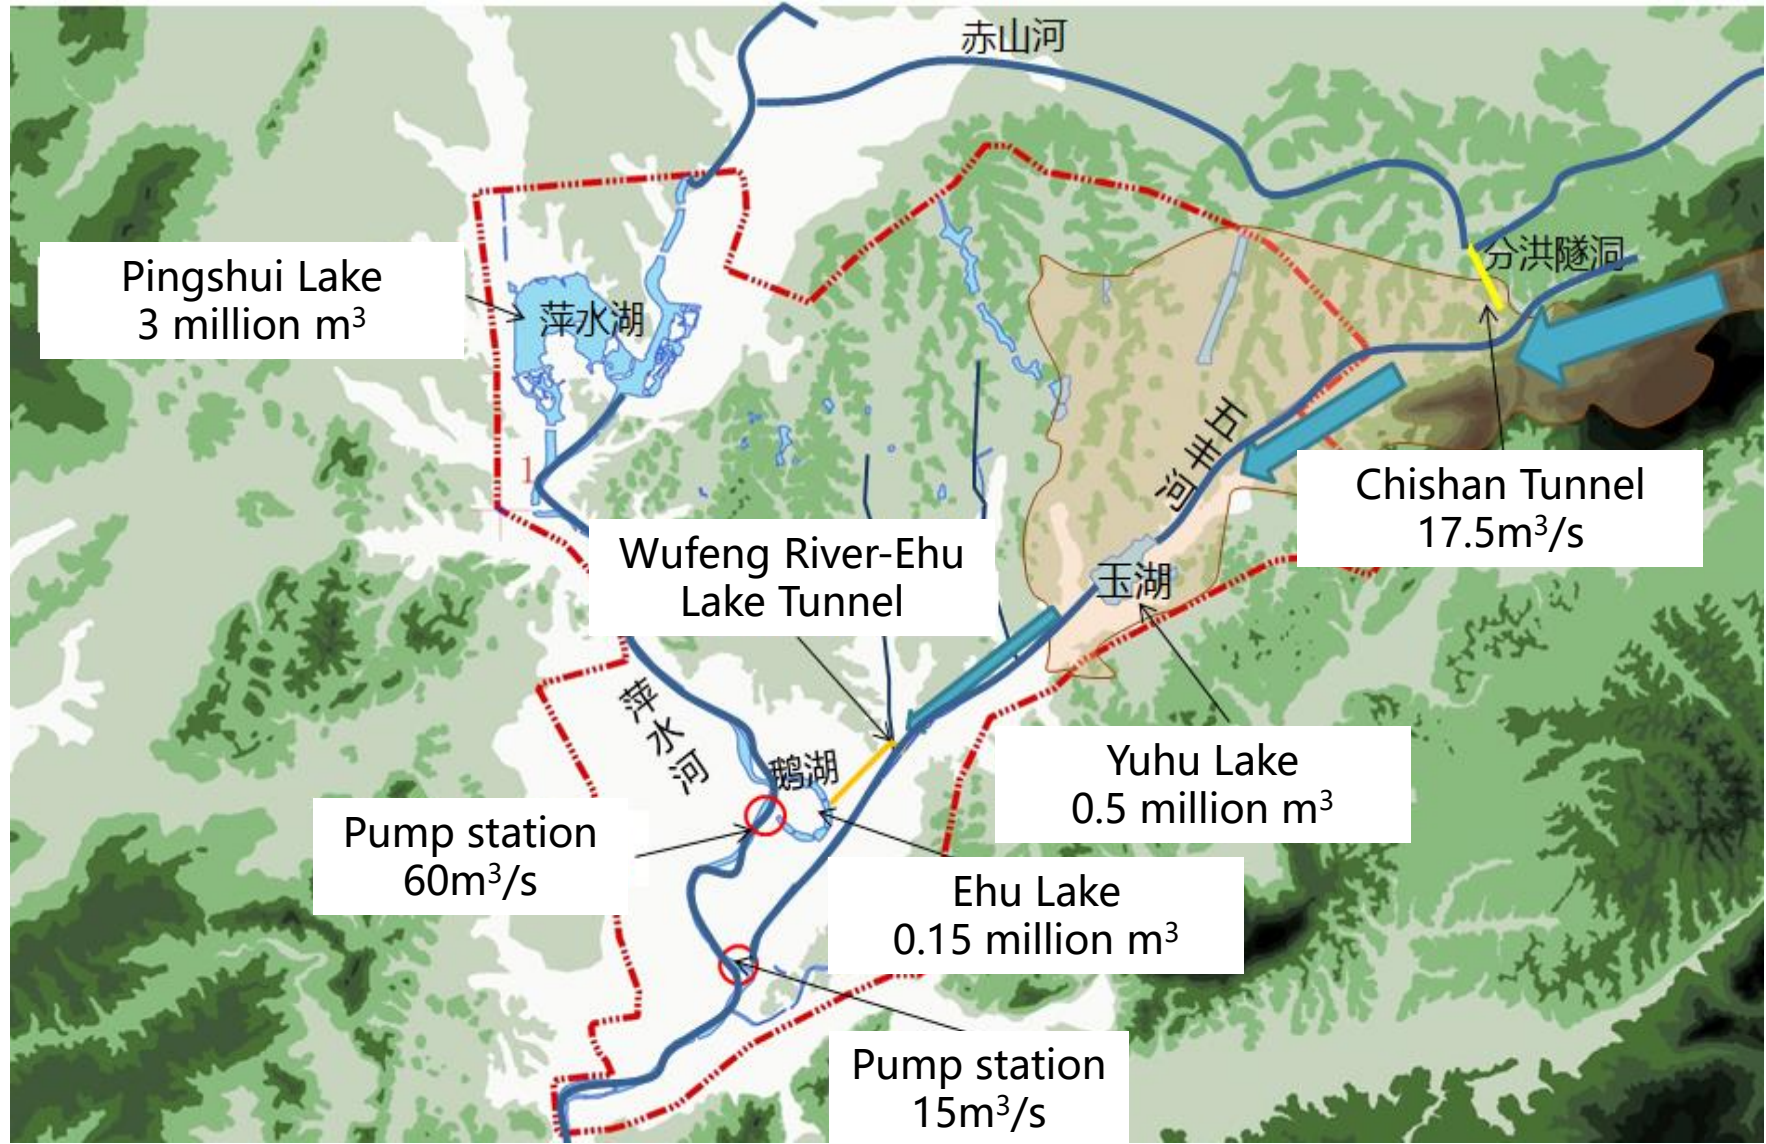 赤山河
分洪隧洞
Pingshui Lake
3 million m³
萍水湖
五丰河
1
Chishan Tunnel
17.5m³/s
Wufeng River-Ehu
Lake Tunnel
玉湖
萍水河
鹅湖
Yuhu Lake
0.5 million m³
Pump station
60m³/s
Ehu Lake
0.15 million m³
Pump station
15m³/s